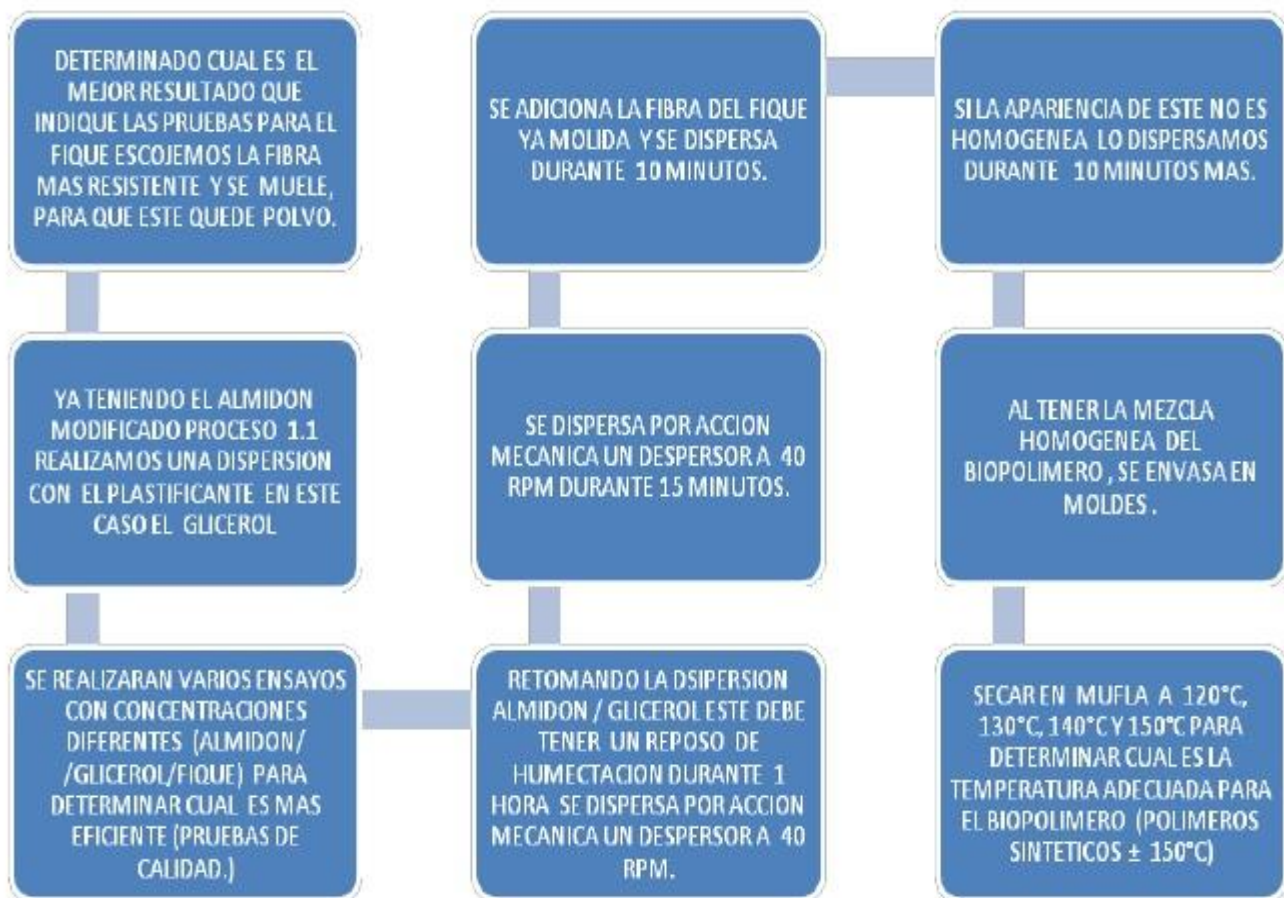 DETERMINADO CUAL ES EL
MEJOR RESULTADO QUE
INDIQUE LAS PRUEBAS PARA EL
FIQUE ESCOJEMOS LA FIBRA
MAS RESISTENTE Y SE MUELE,
PARA QUE ESTE QUEDE POLVO.
YA TENIENDO EL ALMIDON
MODIFICADO PROCESO 1.1
REALIZAMOS UNA DISPERSION
CON EL PLASTIFICANTE EN ESTE
CASO EL GLICEROL
SE REALIZARAN VARIOS ENSAYOS
CON CONCENTRACIONES
DIFERENTES (ALMIDON/
/GLICEROL/FIQUE) PARA
DETERMINAR CUAL ES MAS
EFICIENTE (PRUEBAS DE
CALIDAD.)
RETOMANDO LA DSIPERSION
ALMIDON / GLICEROL ESTE DEBE
TENER UN REPOSO DE
HUMECTACION DURANTE 1
HORA SE DISPERSA POR ACCION
MECANICA UN DESPERSOR A 40
RPM.
SE DISPERSA POR ACCION
MECANICA UN DESPERSOR A 40
RPM DURANTE 15 MINUTOS.
SE ADICIONA LA FIBRA DEL FIQUE
YA MOLIDA Y SE DISPERSA
DURANTE 10 MINUTOS.
SI LA APARIENCIA DE ESTE NO ES
HOMOGENEA LO DISPERSAMOS
DURANTE 10 MINUTOS MAS.
AL TENER LA MEZCLA
HOMOGENEA DEL
BIOPOLIMERO , SE ENVASA EN
MOLDES .
SECAR EN MUFLA A 120°C,
130°C, 140°C Y 150°C PARA
DETERMINAR CUAL ES LA
TEMPERATURA ADECUADA PARA
EL BIOPOLIMERO (POLIMEROS
SINTETICOS ± 150°C)